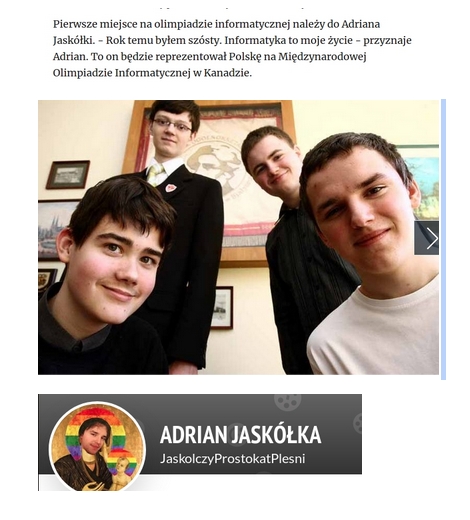 Pierwsze miejsce na olimpiadzie informatycznej należy do Adriana
Jaskółki. - Rok temu byłem szósty. Informatyka to moje życie - przyznaje
Adrian. To on będzie reprezentował Polskę na Międzynarodowej
Olimpiadzie Informatycznej w Kanadzie.
ADRIAN JASKÓŁKA
JaskolczyProstokatPlesni